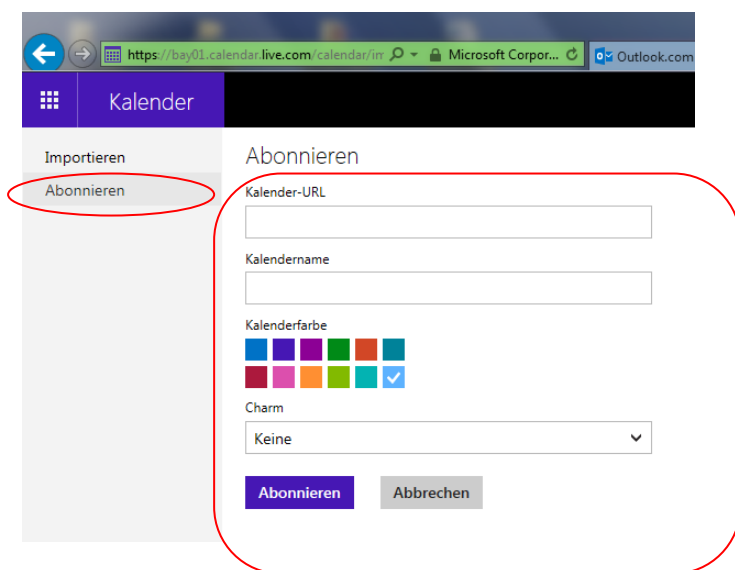 https://bay01.calendar.live.com/calendar/im Microsoft Corpor... Outlook.com
Kalender
Importieren
Abonnieren
Abonnieren
Kalender-URL
Kalendername
Kalenderfarbe
Charm
Keine
Abonnieren Abbrechen